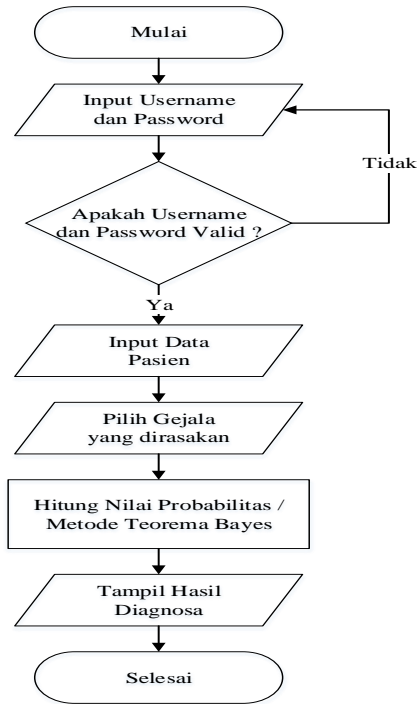 Mulai
Input Username
dan Password
Tidak
Apakah Username
dan Password Valid ?
Ya
Input Data
Pasien
Pilih Gejala
yang dirasakan
Hitung Nilai Probabilitas /
Metode Teorema Bayes
Tampil Hasil
Diagnosa
Selesai